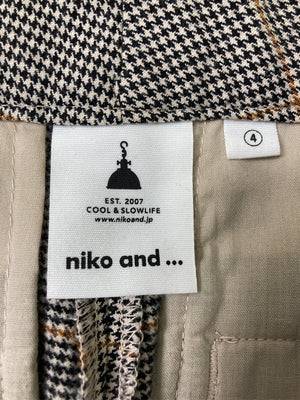 ④
EST. 2007
COOL & SLOWLIFE
www.nikoand.jp
niko and ...